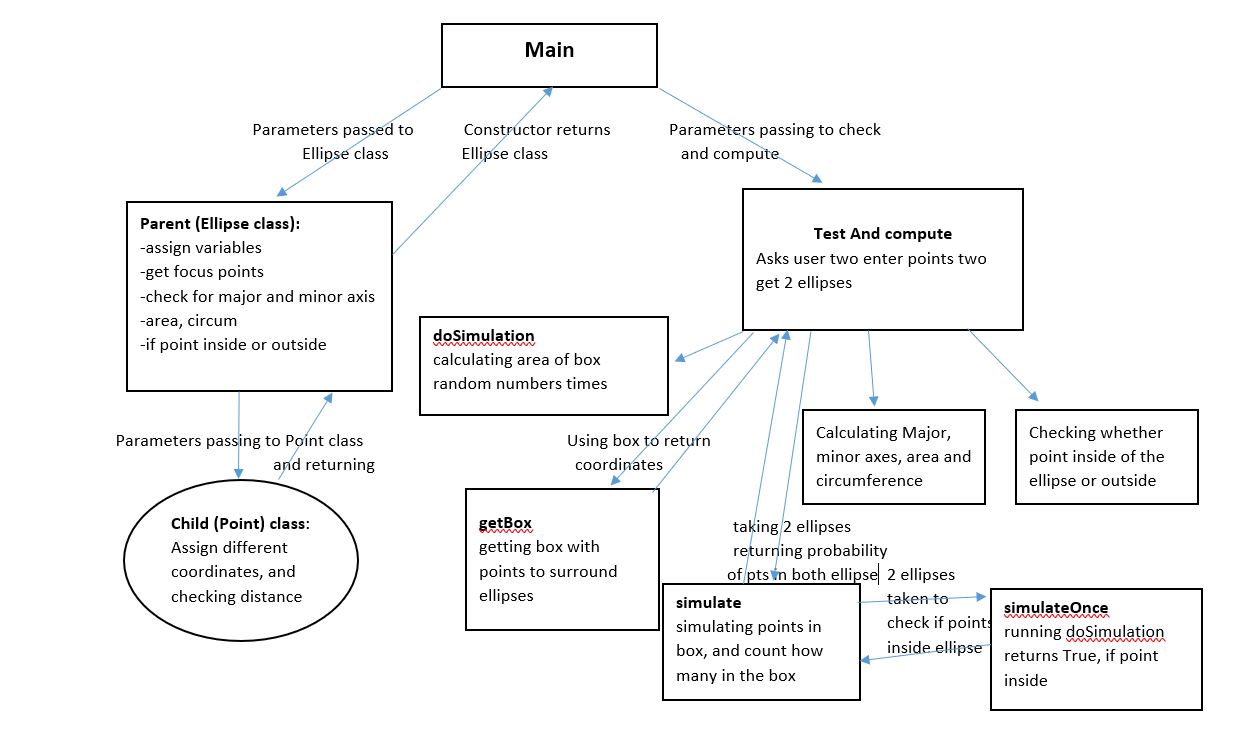 Main
Parameters passed to
Ellipse class
Constructor returns
Ellipse class
Parameters passing to check
and compute
Parent (Ellipse class):
-assign variables
-get focus points
-check for major and minor axis
-area, circum
-if point inside or outside
Test And compute
Asks user two enter points two
get 2 ellipses
doSimulation
calculating area of box
random numbers times
Parameters passing to Point class
and returning
Using box to return
coordinates
Calculating Major,
minor axes, area and
circumference
Checking whether
point inside of the
ellipse or outside
Child (Point) class:
Assign different
coordinates, and
checking distance
getBox
getting box with
points to surround
ellipses
taking 2 ellipses
returning probability
of pts in both ellipse
simulate
simulating points in
box, and count how
many in the box
2 ellipses
taken to
check if points
inside ellipse
simulateOnce
running doSimulation
returns True, if point
inside